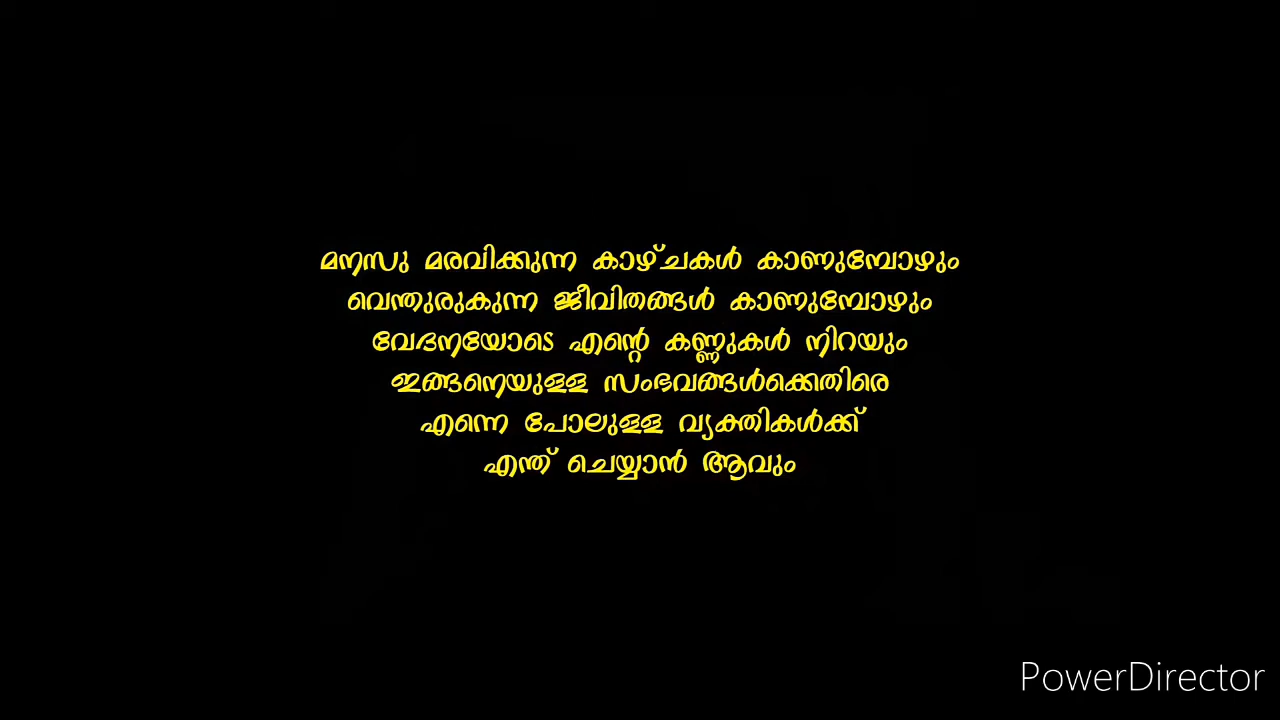 മനസു മരവിക്കുന്ന കാഴ്ചകൾ കാണുമ്പോഴും
വെന്തുരുകുന്ന ജീവിതങ്ങൾ കാണുമ്പോഴും
വേദനയോടെ എന്റെ കണ്ണുകൾ നിറയും
ഇങ്ങനെയുള്ള സംഭവങ്ങൾക്കെതിരെ
എന്നെ പോലുള്ള വ്യക്തികൾക്ക്
എന്ത് ചെയ്യാൻ ആവും
PowerDirector